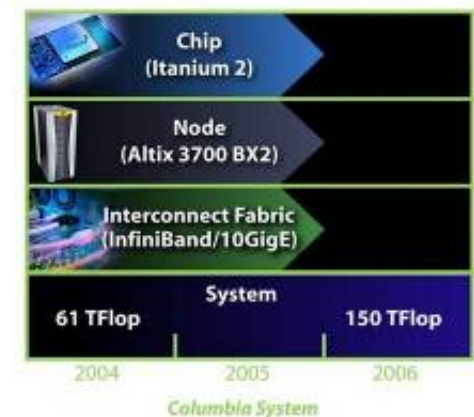 Chip
(Itanium 2)
Node
(Altix 3700 BX2)
Interconnect Fabric
(InfiniBand/10GigE)
System
61 TFlop 150 TFlop
2004 2005 2006
Columbia System